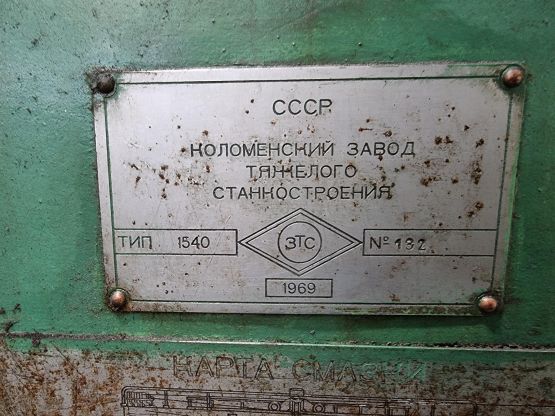 СССР
КОЛОМЕНСКИЙ ЗАВОД
ТЯЖЕЛОГО
СТАНКОСТРОЕНИЯ
ТИП 1540 ЗТС № 132
1969
КАРТА СМАЗКИ